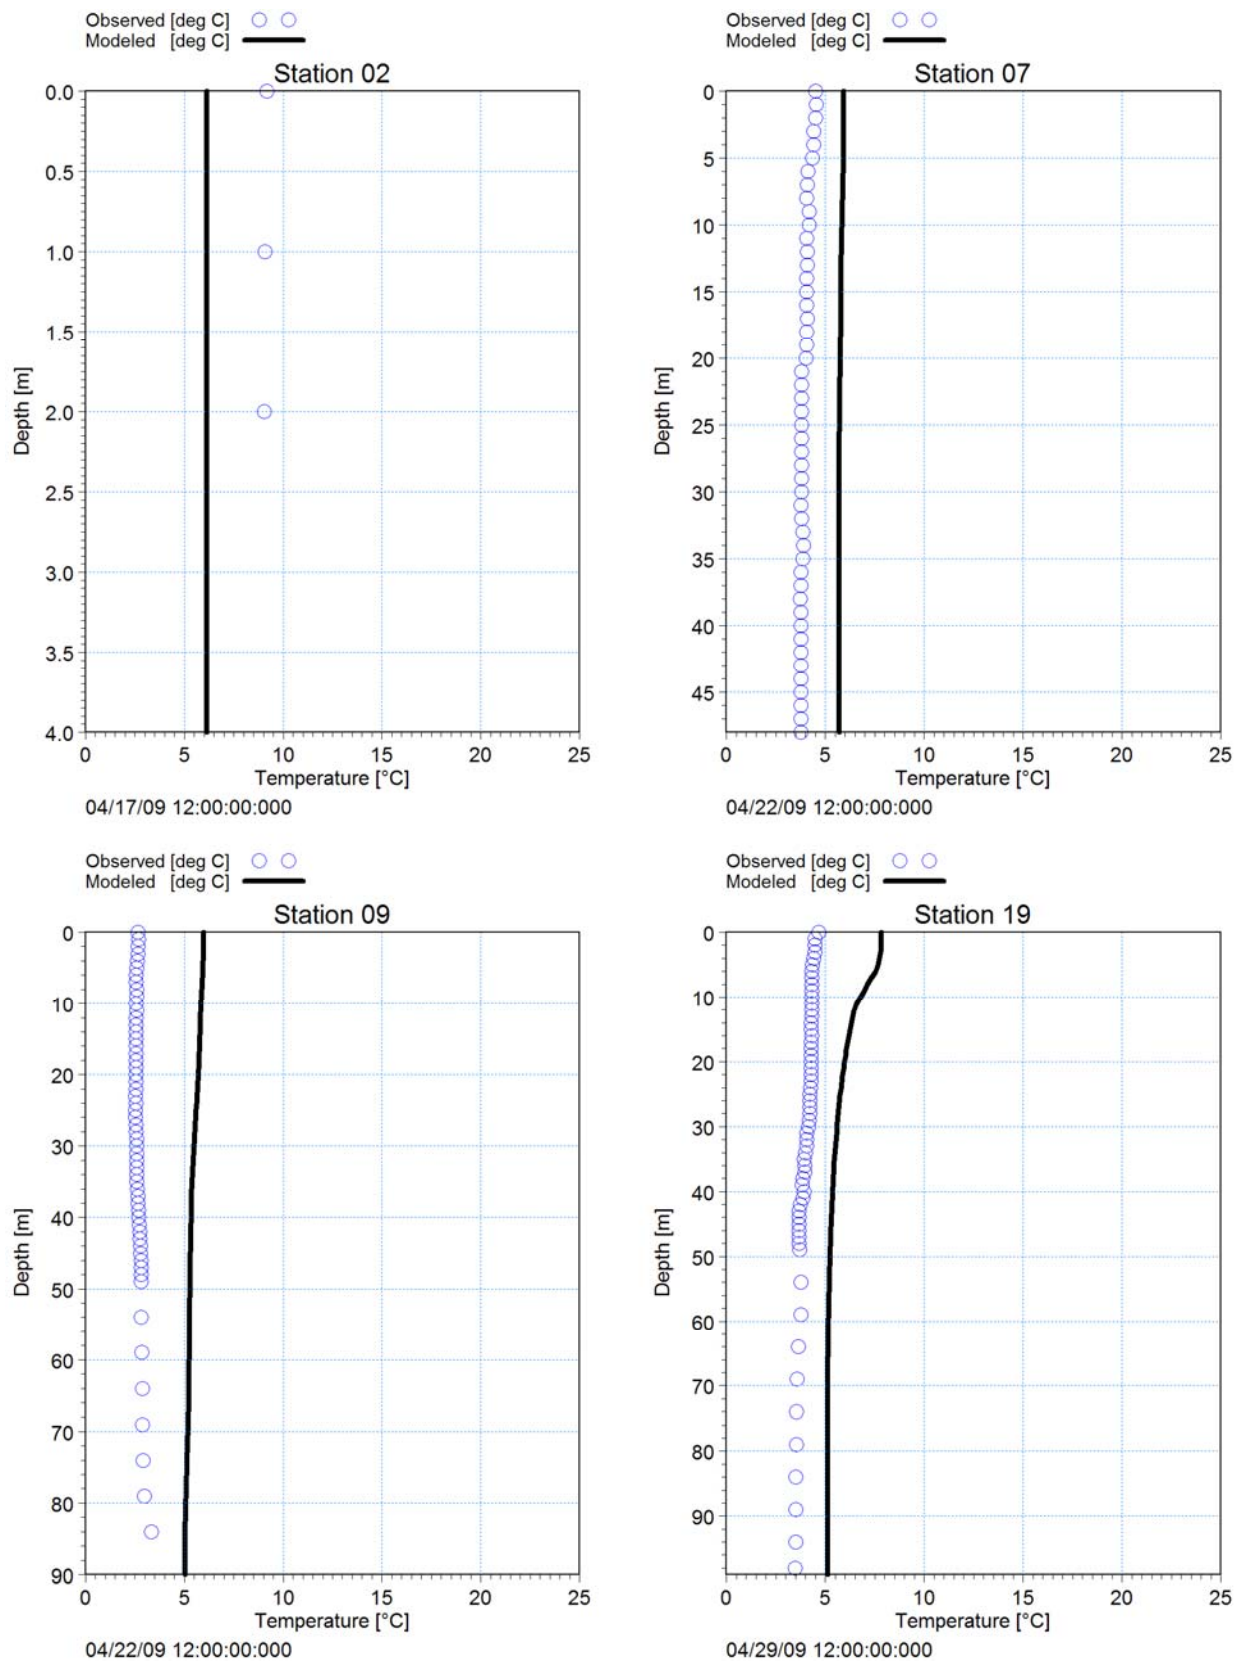 Observed [deg C]
Modeled [deg C]
Station 02
0.0
0.5
1.0
1.5
2.0
2.5
3.0
3.5
4.0
Depth [m]
0 5 10 15 20 25
Temperature [°C]
04/17/09 12:00:00:000
Observed [deg C]
Modeled [deg C]
Station 07
0
5
10
15
20
25
30
35
40
45
Depth [m]
0 5 10 15 20 25
Temperature [°C]
04/22/09 12:00:00:000
Observed [deg C]
Modeled [deg C]
Station 09
0
10
20
30
40
50
60
70
80
90
Depth [m]
0 5 10 15 20 25
Temperature [°C]
04/22/09 12:00:00:000
Observed [deg C]
Modeled [deg C]
Station 19
0
10
20
30
40
50
60
70
80
90
Depth [m]
0 5 10 15 20 25
Temperature [°C]
04/29/09 12:00:00:000